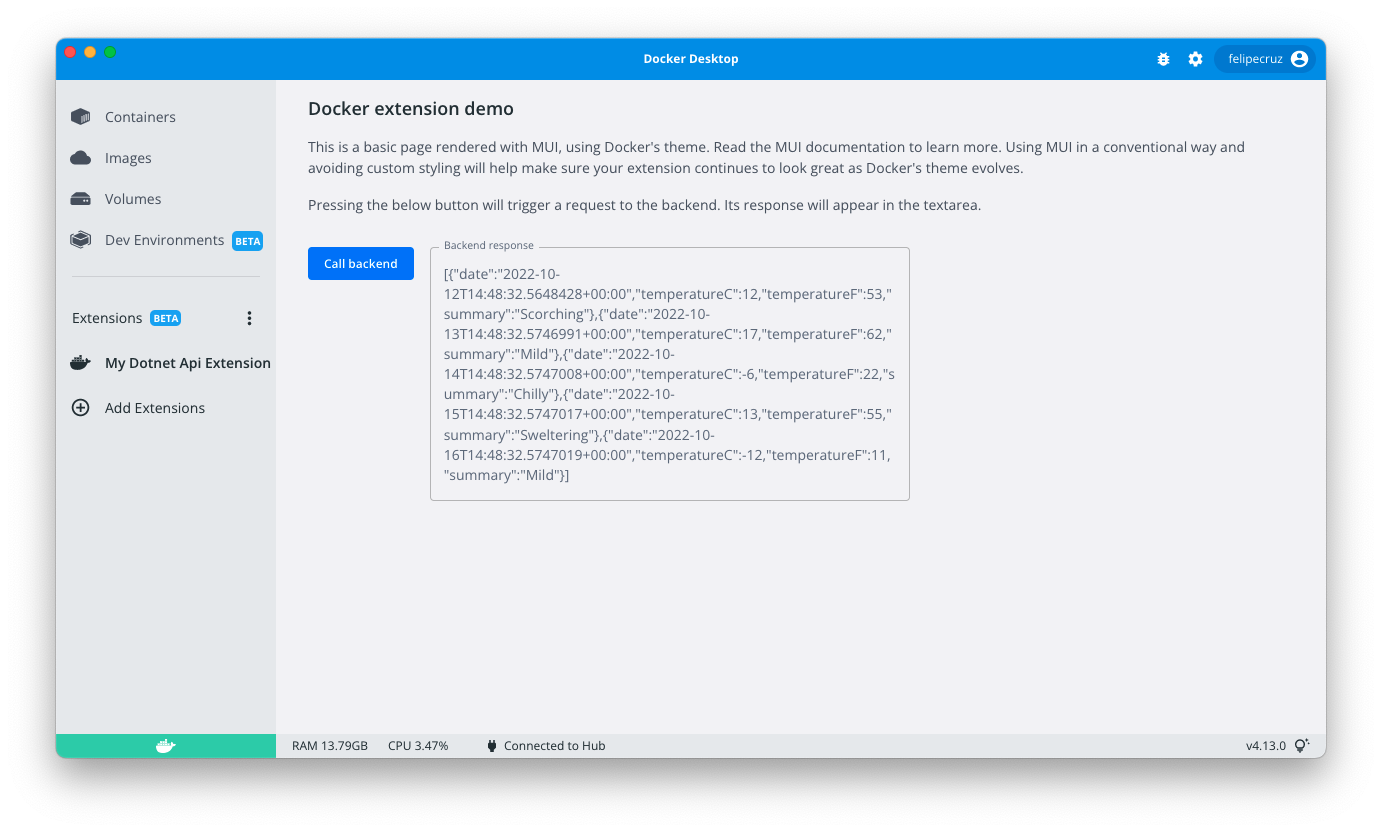 Docker Desktop
felipecruz
Containers
Images
Volumes
Dev Environments BETA
Extensions BETA
My Dotnet Api Extension
Add Extensions
Docker extension demo
This is a basic page rendered with MUI, using Docker's theme. Read the MUI documentation to learn more. Using MUI in a conventional way and
avoiding custom styling will help make sure your extension continues to look great as Docker's theme evolves.
Pressing the below button will trigger a request to the backend. Its response will appear in the textarea.
Call backend
Backend response
[{"date":"2022-10-
12T14:48:32.5648428+00:00","temperatureC":12,"temperatureF":53,"
summary":"Scorching"},{"date":"2022-10-
13T14:48:32.5746991+00:00","temperatureC":17,"temperatureF":62,"
summary":"Mild"},{"date":"2022-10-
14T14:48:32.5747008+00:00","temperatureC":-6,"temperatureF":22,"s
ummary":"Chilly"},{"date":"2022-10-
15T14:48:32.5747017+00:00","temperatureC":13,"temperatureF":55,"
summary":"Sweltering"},{"date":"2022-10-
16T14:48:32.5747019+00:00","temperatureC":-12,"temperatureF":11,
"summary":"Mild"}]
RAM 13.79GB CPU 3.47% Connected to Hub
v4.13.0